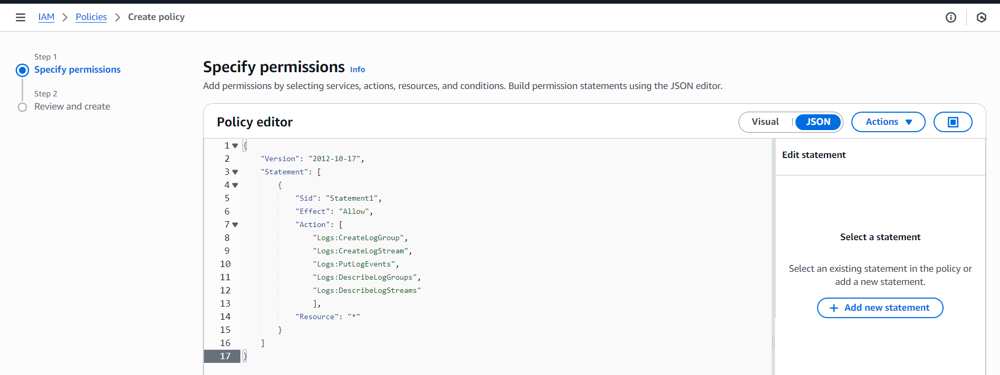 IAM > Policies > Create policy
Step 1
Specify permissions
Step 2
Review and create
Specify permissions Info
Add permissions by selecting services, actions, resources, and conditions. Build permission statements using the JSON editor.
Policy editor
Visual | JSON
Actions
1 {
2 "Version": "2012-10-17",
3 "Statement": [
4 {
5 "Sid": "Statement1",
6 "Effect": "Allow",
7 "Action": [
8 "Logs:CreateLogGroup",
9 "Logs:CreateLogStream",
10 "Logs:PutLogEvents",
11 "Logs:DescribeLogGroups",
12 "Logs:DescribeLogStreams"
13 ],
14 "Resource": "*"
15 }
16 ]
17 }
Edit statement
Select a statement
Select an existing statement in the policy or
add a new statement.
+ Add new statement